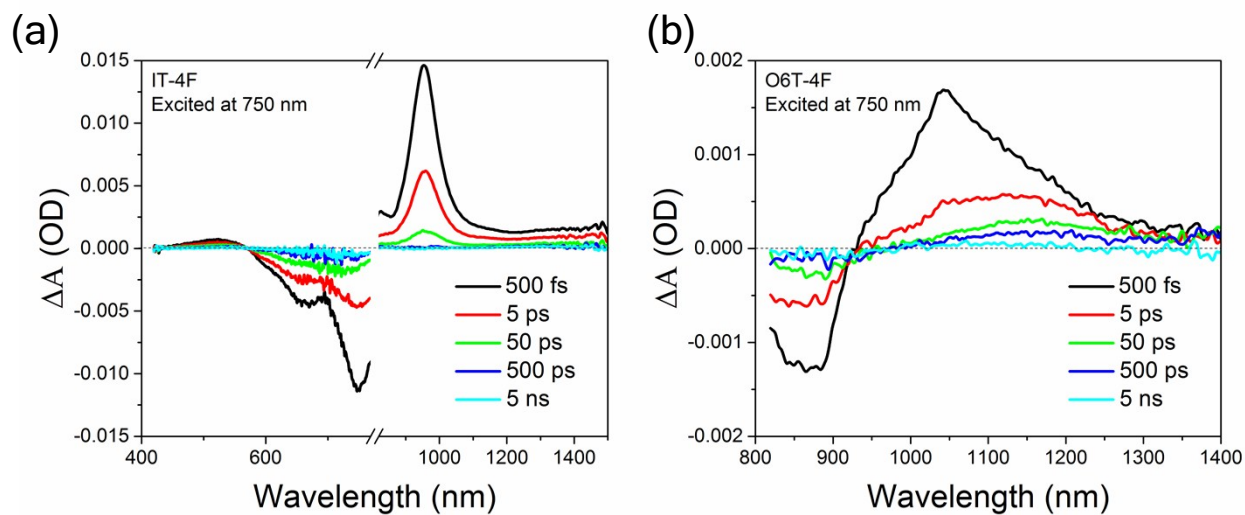 (a)
IT-4F
Excited at 750 nm
0.015
0.010
0.005
0.000
-0.005
-0.010
-0.015
ΔA (OD)
500 fs
5 ps
50 ps
500 ps
5 ns
400 600 1000 1200 1400
Wavelength (nm)
(b)
O6T-4F
Excited at 750 nm
0.002
0.001
0.000
-0.001
-0.002
ΔA (OD)
500 fs
5 ps
50 ps
500 ps
5 ns
800 900 1000 1100 1200 1300 1400
Wavelength (nm)